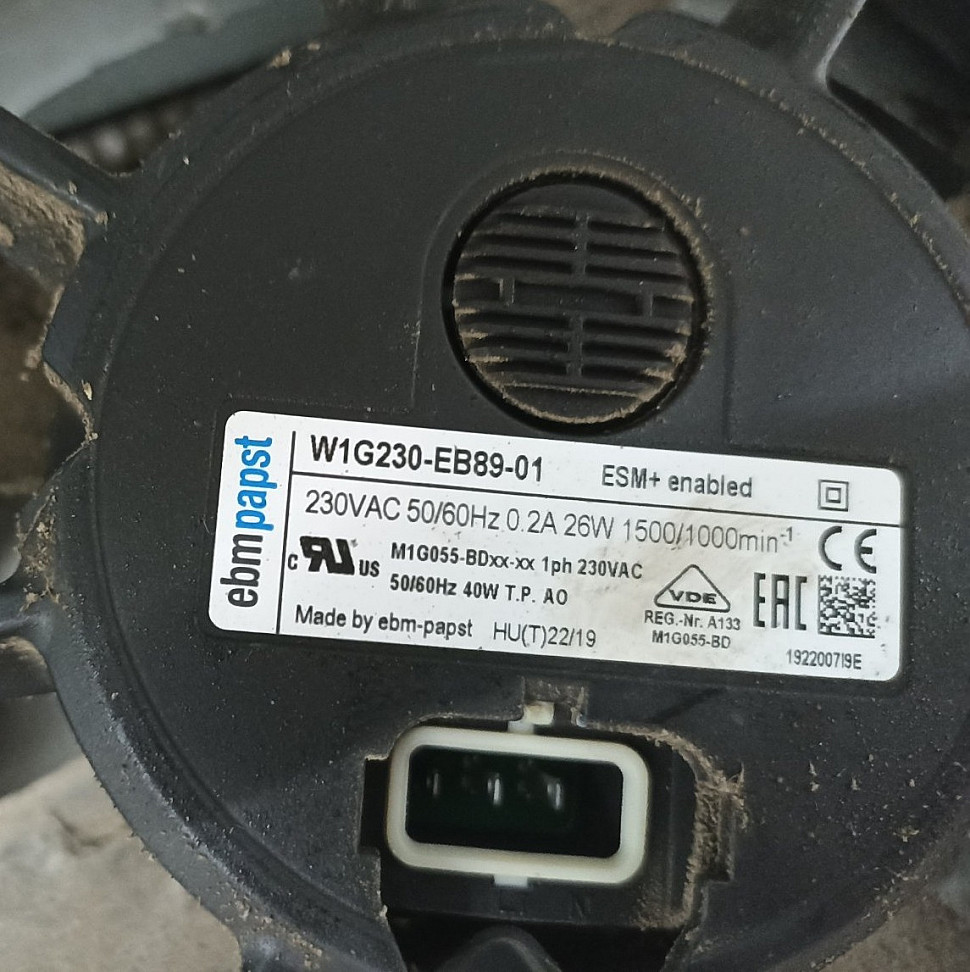 ebmpapst
W1G230-EB89-01 ESM+ enabled
230VAC 50/60Hz 0.2A 26W 1500/1000min-1 CE
c RU US M1G055-BDxx-xx 1ph 230VAC
50/60Hz 40W T.P. AO
VDE
REG.-Nr. A133
M1G055-BD
EAC
Made by ebm-papst HU(T)22/19
1922007I9E